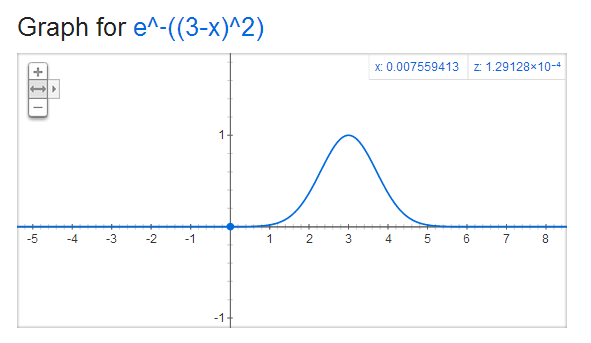 Graph for e^-((3-x)^2)
x: 0.007559413 z: 1.29128×10⁻⁴
1
-5 -4 -3 -2 -1 1 2 3 4 5 6 7 8
-1